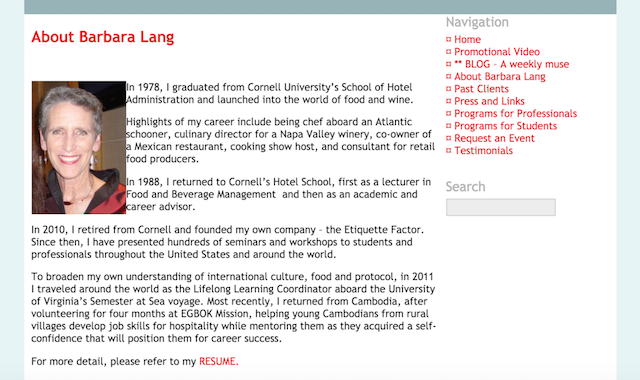 About Barbara Lang
In 1978, I graduated from Cornell University's School of Hotel
Administration and launched into the world of food and wine.
Highlights of my career include being chef aboard an Atlantic
schooner, culinary director for a Napa Valley winery, co-owner of
a Mexican restaurant, cooking show host, and consultant for retail
food producers.
In 1988, I returned to Cornell's Hotel School, first as a lecturer in
Food and Beverage Management and then as an academic and
career advisor.
In 2010, I retired from Cornell and founded my own company – the Etiquette Factor.
Since then, I have presented hundreds of seminars and workshops to students and
professionals throughout the United States and around the world.
To broaden my own understanding of international culture, food and protocol, in 2011
I traveled around the world as the Lifelong Learning Coordinator aboard the University
of Virginia's Semester at Sea voyage. Most recently, I returned from Cambodia, after
volunteering for four months at EGBOK Mission, helping young Cambodians from rural
villages develop job skills for hospitality while mentoring them as they acquired a self-
confidence that will position them for career success.
For more detail, please refer to my RESUME.
Navigation
¤ Home
¤ Promotional Video
¤ ** BLOG – A weekly muse
¤ About Barbara Lang
¤ Past Clients
¤ Press and Links
¤ Programs for Professionals
¤ Programs for Students
¤ Request an Event
¤ Testimonials
Search